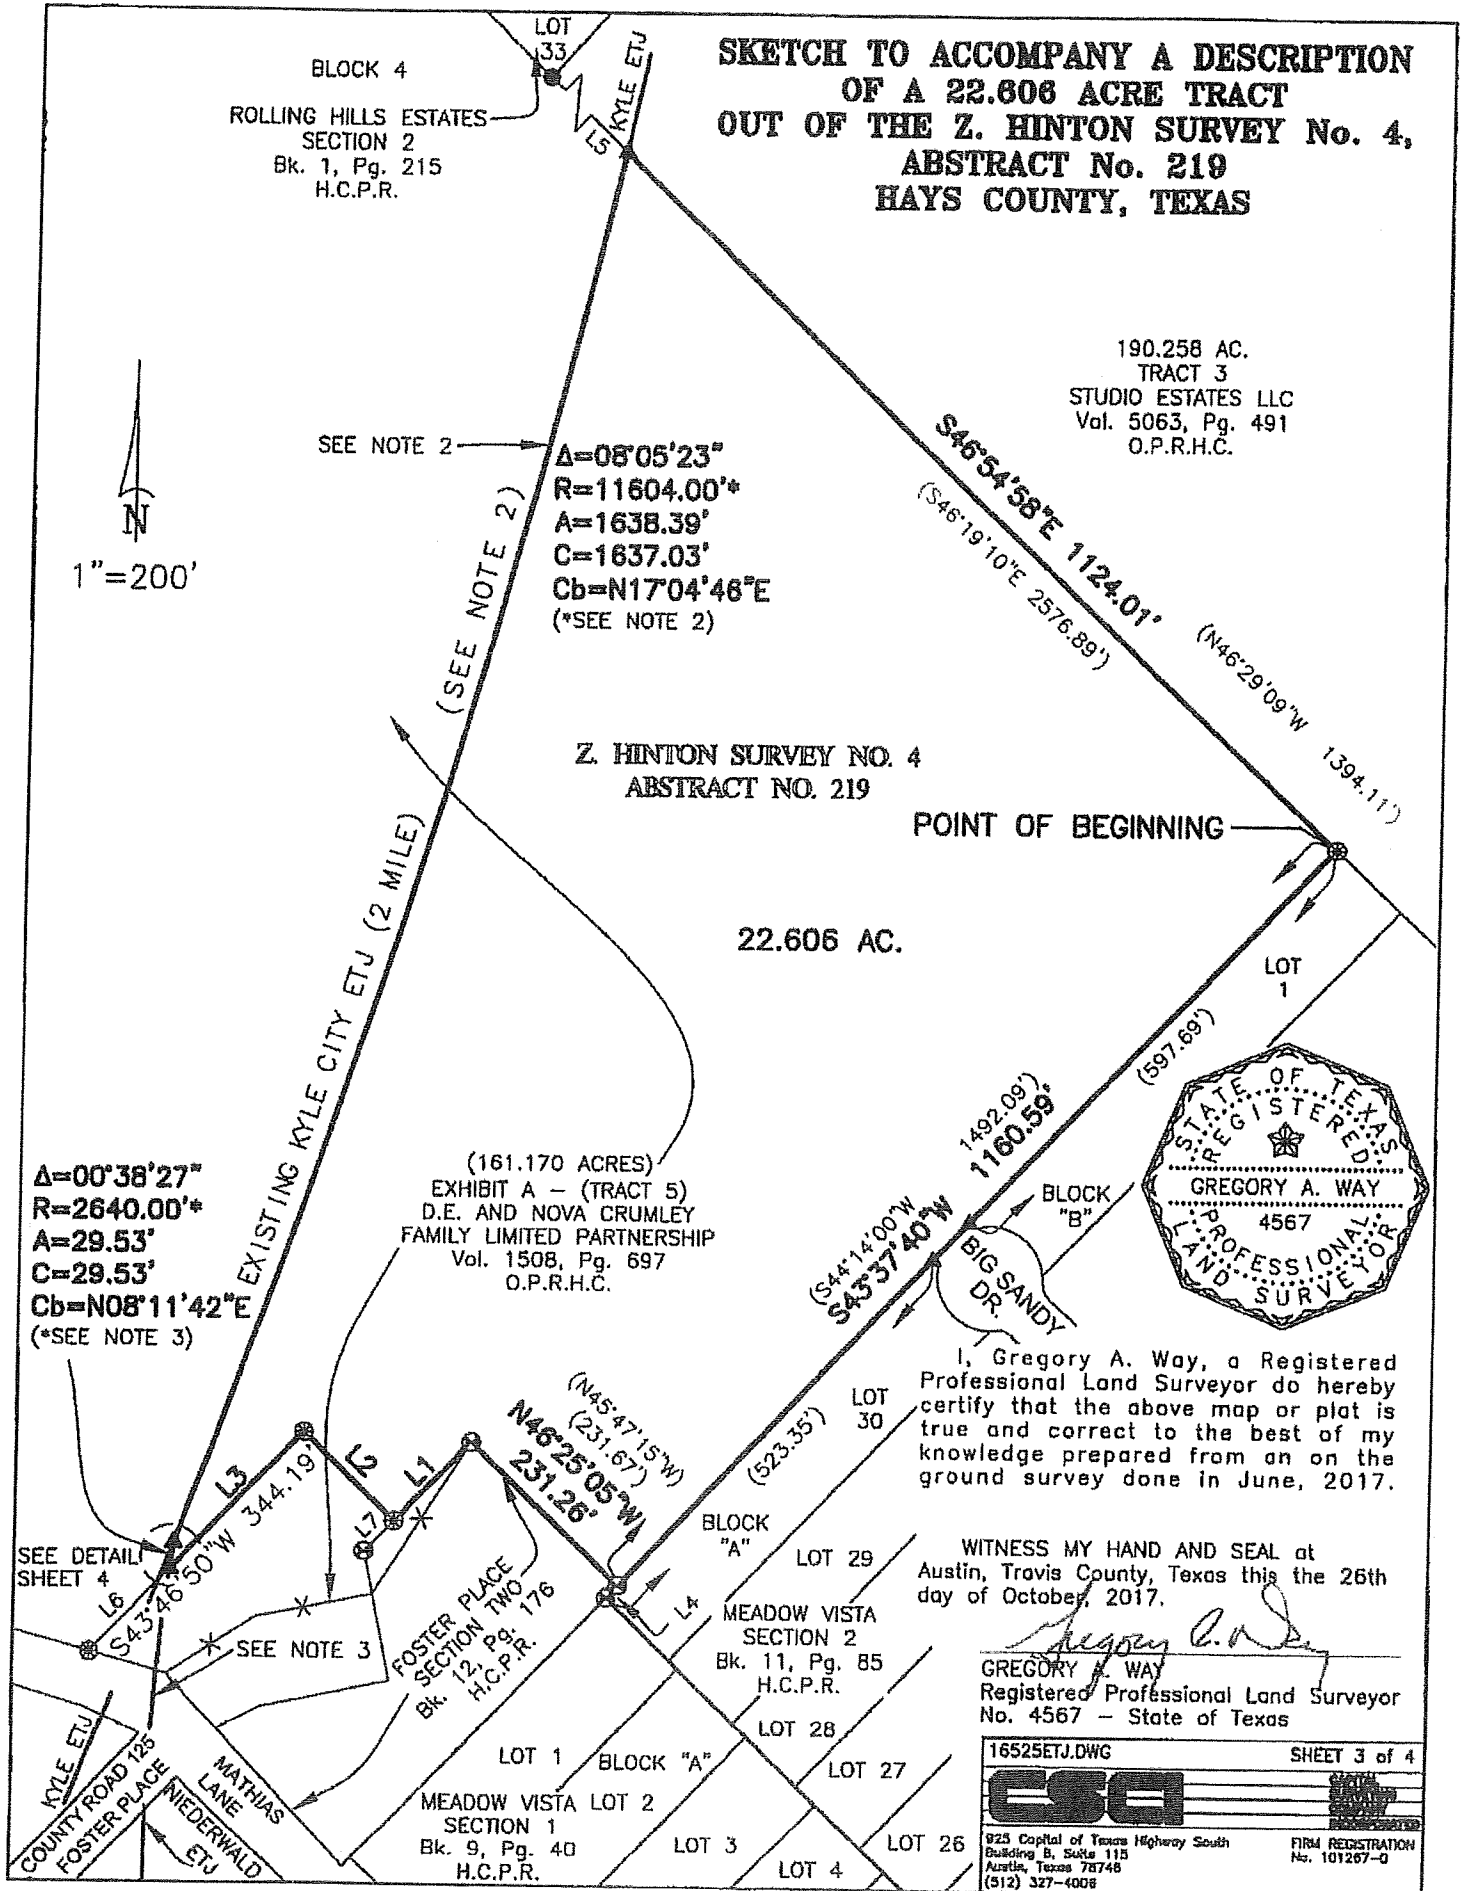 SKETCH TO ACCOMPANY A DESCRIPTION
OF A 22.606 ACRE TRACT
OUT OF THE Z. HINTON SURVEY No. 4,
ABSTRACT No. 219
HAYS COUNTY, TEXAS
LOT
33
KYLE ETJ
L5
BLOCK 4
ROLLING HILLS ESTATES
SECTION 2
Bk. 1, Pg. 215
H.C.P.R.
190.258 AC.
TRACT 3
STUDIO ESTATES LLC
Vol. 5063, Pg. 491
O.P.R.H.C.
SEE NOTE 2
Δ=08°05'23"
R=11604.00'*
A=1638.39'
C=1637.03'
Cb=N17°04'46"E
(*SEE NOTE 2)
S46°54'58"E 1124.01'
(S46°19'10"E 2576.89')
(N46°29'09"W 1394.11')
N
1"=200'
(SEE NOTE 2)
EXISTING KYLE CITY ETJ (2 MILE)
Z. HINTON SURVEY NO. 4
ABSTRACT NO. 219
POINT OF BEGINNING
22.606 AC.
LOT
1
(597.69')
(S44°14'00"W 1492.09')
S43°37'40"W 1160.59'
BLOCK
"B"
BIG SANDY
DR.
STATE OF TEXAS
REGISTERED
GREGORY A. WAY
4567
PROFESSIONAL
LAND SURVEYOR
(161.170 ACRES)
EXHIBIT A – (TRACT 5)
D.E. AND NOVA CRUMLEY
FAMILY LIMITED PARTNERSHIP
Vol. 1508, Pg. 697
O.P.R.H.C.
Δ=00°38'27"
R=2640.00'*
A=29.53'
C=29.53'
Cb=N08°11'42"E
(*SEE NOTE 3)
I, Gregory A. Way, a Registered
Professional Land Surveyor do hereby
certify that the above map or plat is
true and correct to the best of my
knowledge prepared from an on the
ground survey done in June, 2017.
LOT
30
(523.35')
(N45°47'15"W)
(231.67')
N46°25'05"W
231.26'
L3
L2
L1
L7
S43°46'50"W 344.19'
L6
SEE DETAIL
SHEET 4
SEE NOTE 3
BLOCK
"A"
LOT 29
L4
MEADOW VISTA
SECTION 2
Bk. 11, Pg. 85
H.C.P.R.
FOSTER PLACE
SECTION TWO
Bk. 12, Pg. 176
H.C.P.R.
WITNESS MY HAND AND SEAL at
Austin, Travis County, Texas this the 26th
day of October, 2017.
Gregory A. Way
GREGORY A. WAY
Registered Professional Land Surveyor
No. 4567 – State of Texas
LOT 28
LOT 27
LOT 26
LOT 1
BLOCK "A"
LOT 2
MEADOW VISTA
SECTION 1
Bk. 9, Pg. 40
H.C.P.R.
LOT 3
LOT 4
KYLE ETJ
COUNTY ROAD 125
FOSTER PLACE
MATHIAS
LANE
NIEDERWALD
ETJ
16525ETJ.DWG
SHEET 3 of 4
CSCI
CAPITAL
SURVEYING
COMPANY
INCORPORATED
925 Capital of Texas Highway South
Building B, Suite 115
Austin, Texas 78746
(512) 327-4006
FIRM REGISTRATION
No. 101267-0